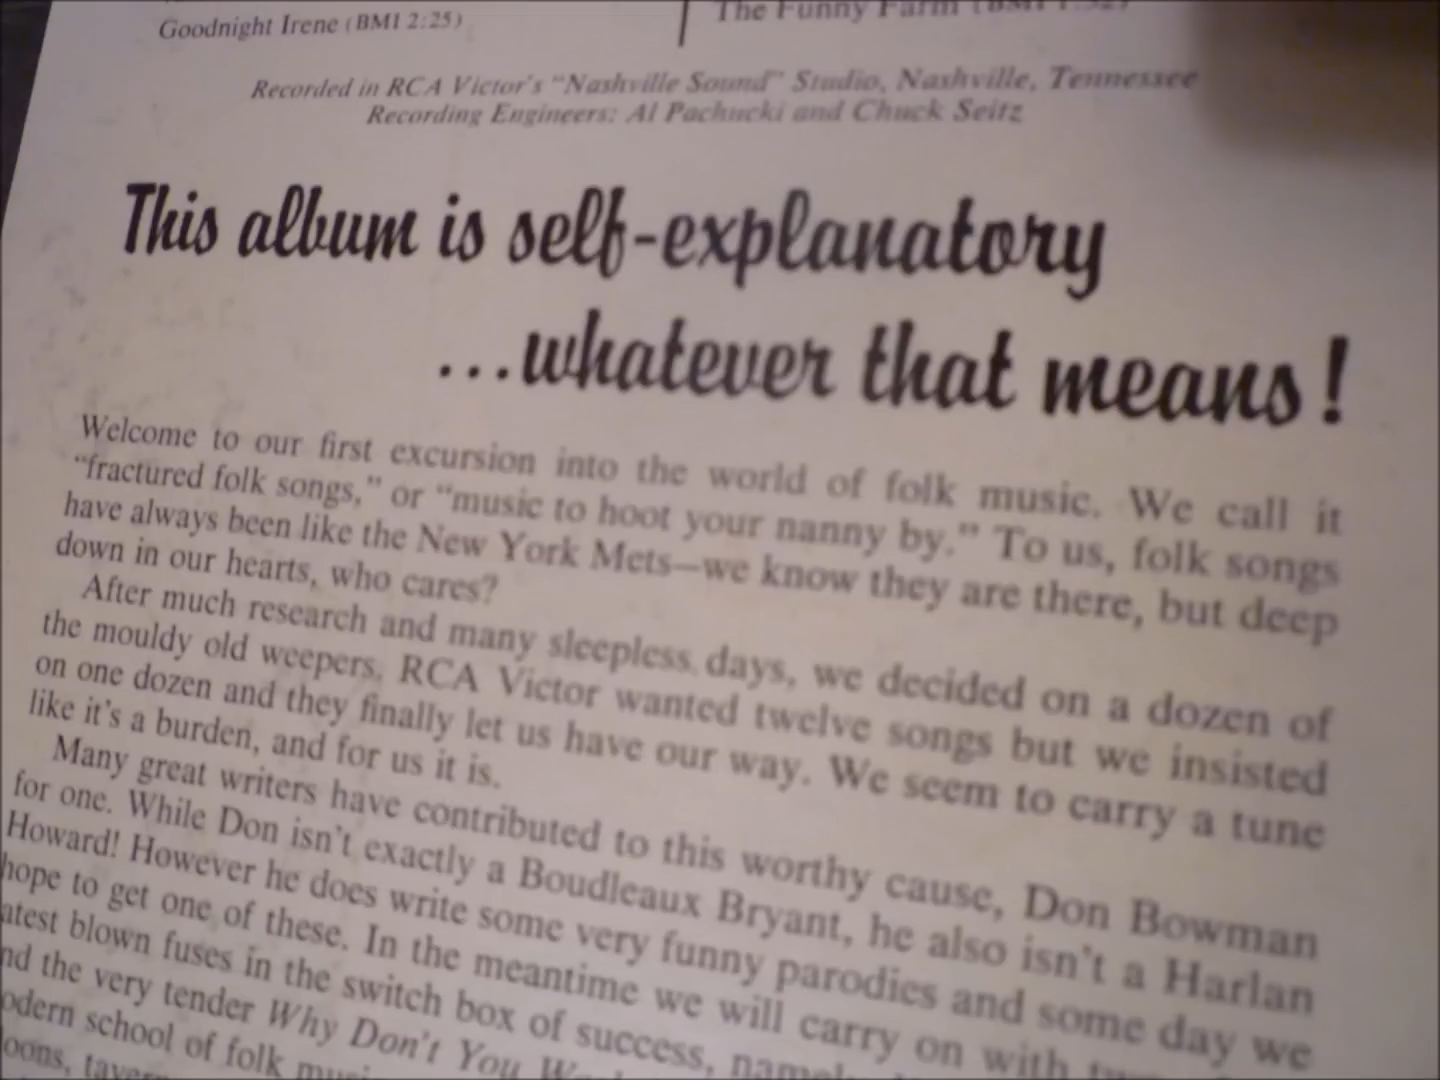 Goodnight Irene (BMI 2:25)
The Funny Farm (BMI 1:52)
Recorded in RCA Victor's "Nashville Sound" Studio, Nashville, Tennessee
Recording Engineers: Al Pachucki and Chuck Seitz
This album is self-explanatory
...whatever that means!
Welcome to our first excursion into the world of folk music. We call it
"fractured folk songs," or "music to hoot your nanny by." To us, folk songs
have always been like the New York Mets—we know they are there, but deep
down in our hearts, who cares?
After much research and many sleepless days, we decided on a dozen of
the mouldy old weepers. RCA Victor wanted twelve songs but we insisted
on one dozen and they finally let us have our way. We seem to carry a tune
like it's a burden, and for us it is.
Many great writers have contributed to this worthy cause, Don Bowman
for one. While Don isn't exactly a Boudleaux Bryant, he also isn't a Harlan
Howard! However he does write some very funny parodies and some day we
hope to get one of these. In the meantime we will carry on with
atest blown fuses in the switch box of success,
nd the very tender Why Don't You
odern school of folk
oons,